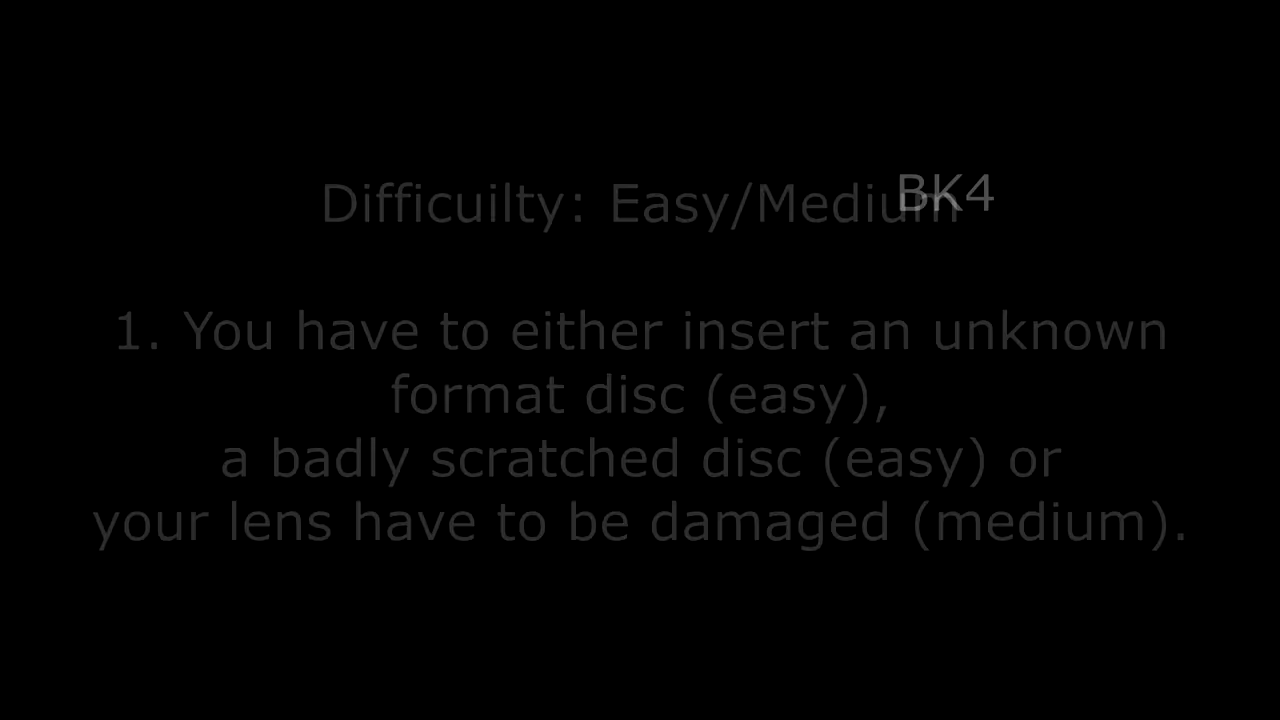 Difficuilty: Easy/Medium
BK4
1. You have to either insert an unknown
format disc (easy),
a badly scratched disc (easy) or
your lens have to be damaged (medium).